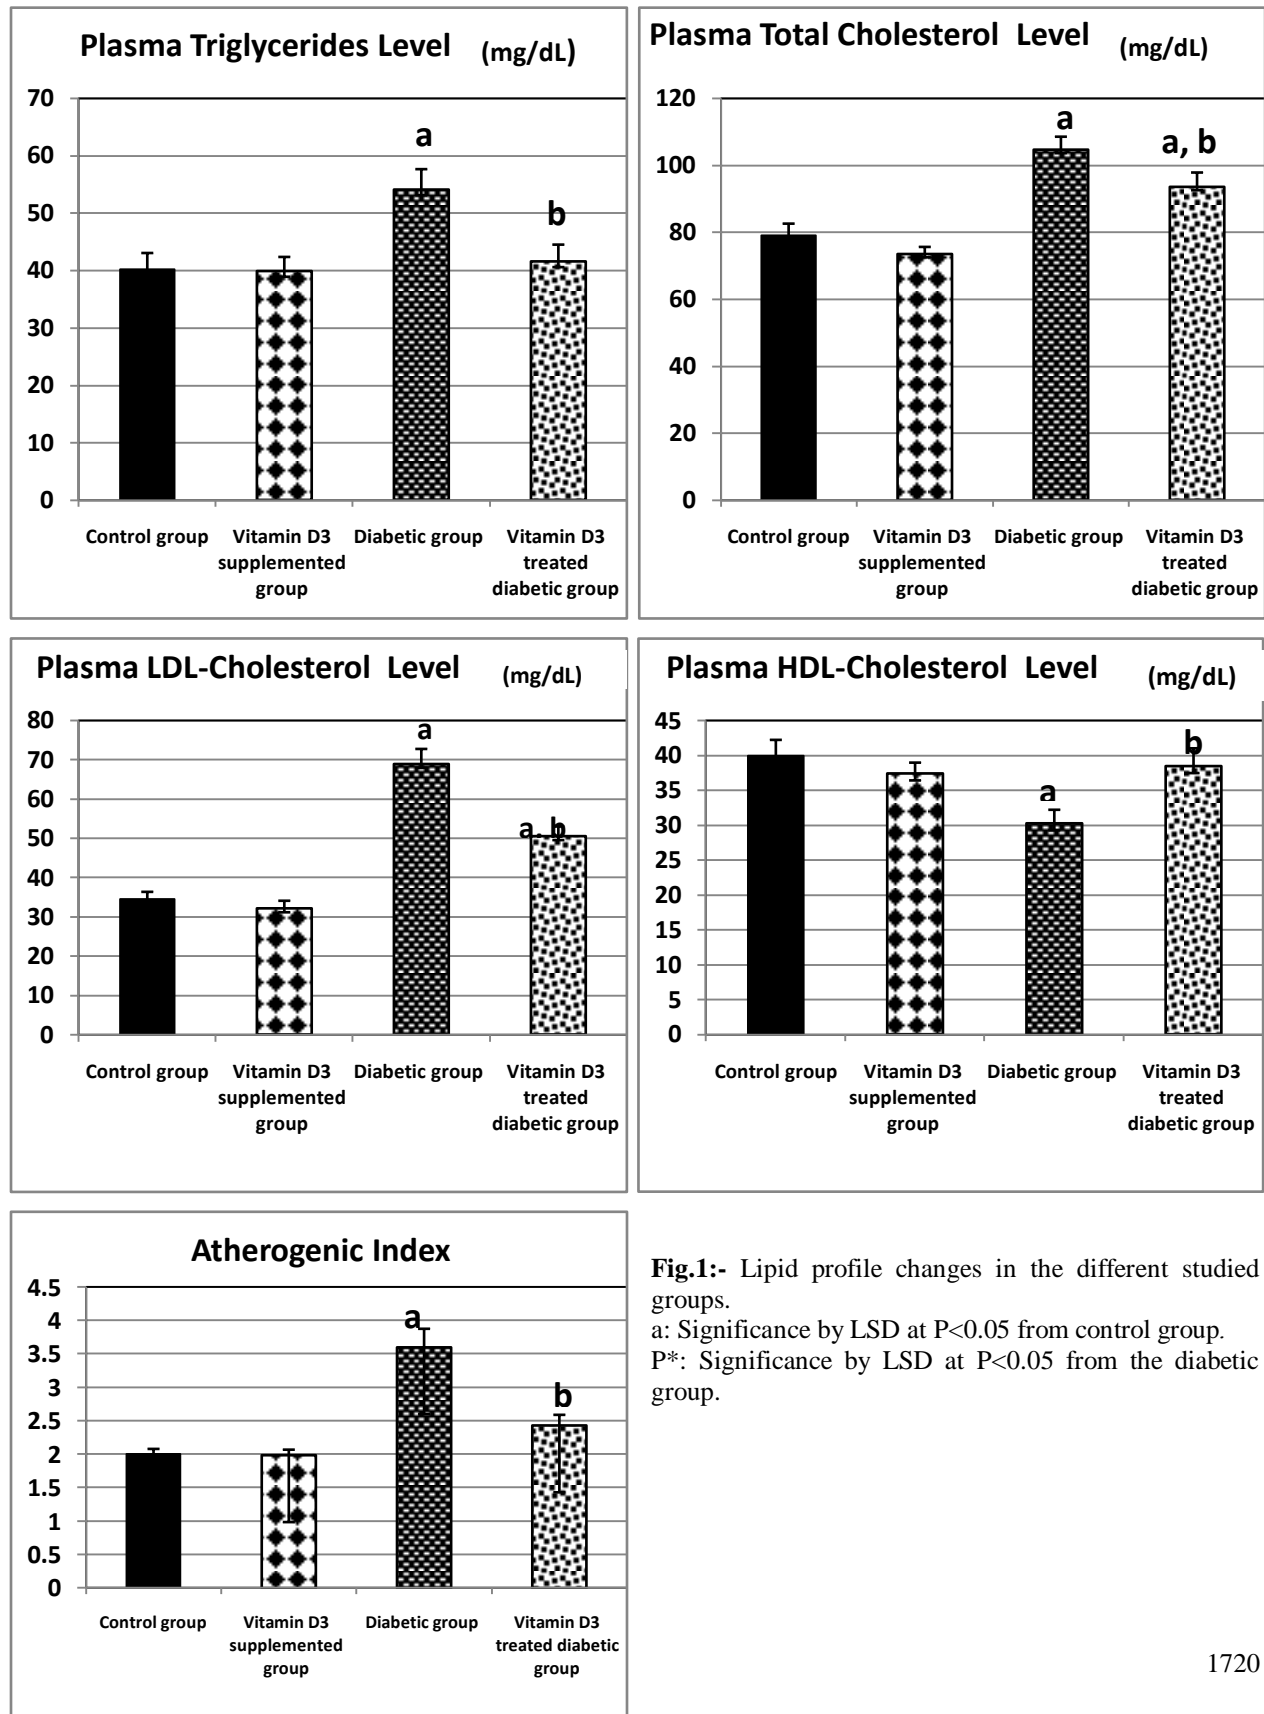 Plasma Triglycerides Level (mg/dL)
70
60
50
40
30
20
10
0
a
b
Control group
Vitamin D3
supplemented
group
Diabetic group
Vitamin D3
treated
diabetic group
Plasma Total Cholesterol Level (mg/dL)
120
100
80
60
40
20
0
a
a, b
Control group
Vitamin D3
supplemented
group
Diabetic group
Vitamin D3
treated
diabetic group
Plasma LDL-Cholesterol Level (mg/dL)
80
70
60
50
40
30
20
10
0
a
a, b
Control group
Vitamin D3
supplemented
group
Diabetic group
Vitamin D3
treated
diabetic group
Plasma HDL-Cholesterol Level (mg/dL)
45
40
35
30
25
20
15
10
5
0
a
b
Control group
Vitamin D3
supplemented
group
Diabetic group
Vitamin D3
treated
diabetic group
Atherogenic Index
4.5
4
3.5
3
2.5
2
1.5
1
0.5
0
a
b
Control group
Vitamin D3
supplemented
group
Diabetic group
Vitamin D3
treated diabetic
group
Fig.1:- Lipid profile changes in the different studied
groups.
a: Significance by LSD at P<0.05 from control group.
P*: Significance by LSD at P<0.05 from the diabetic
group.
1720